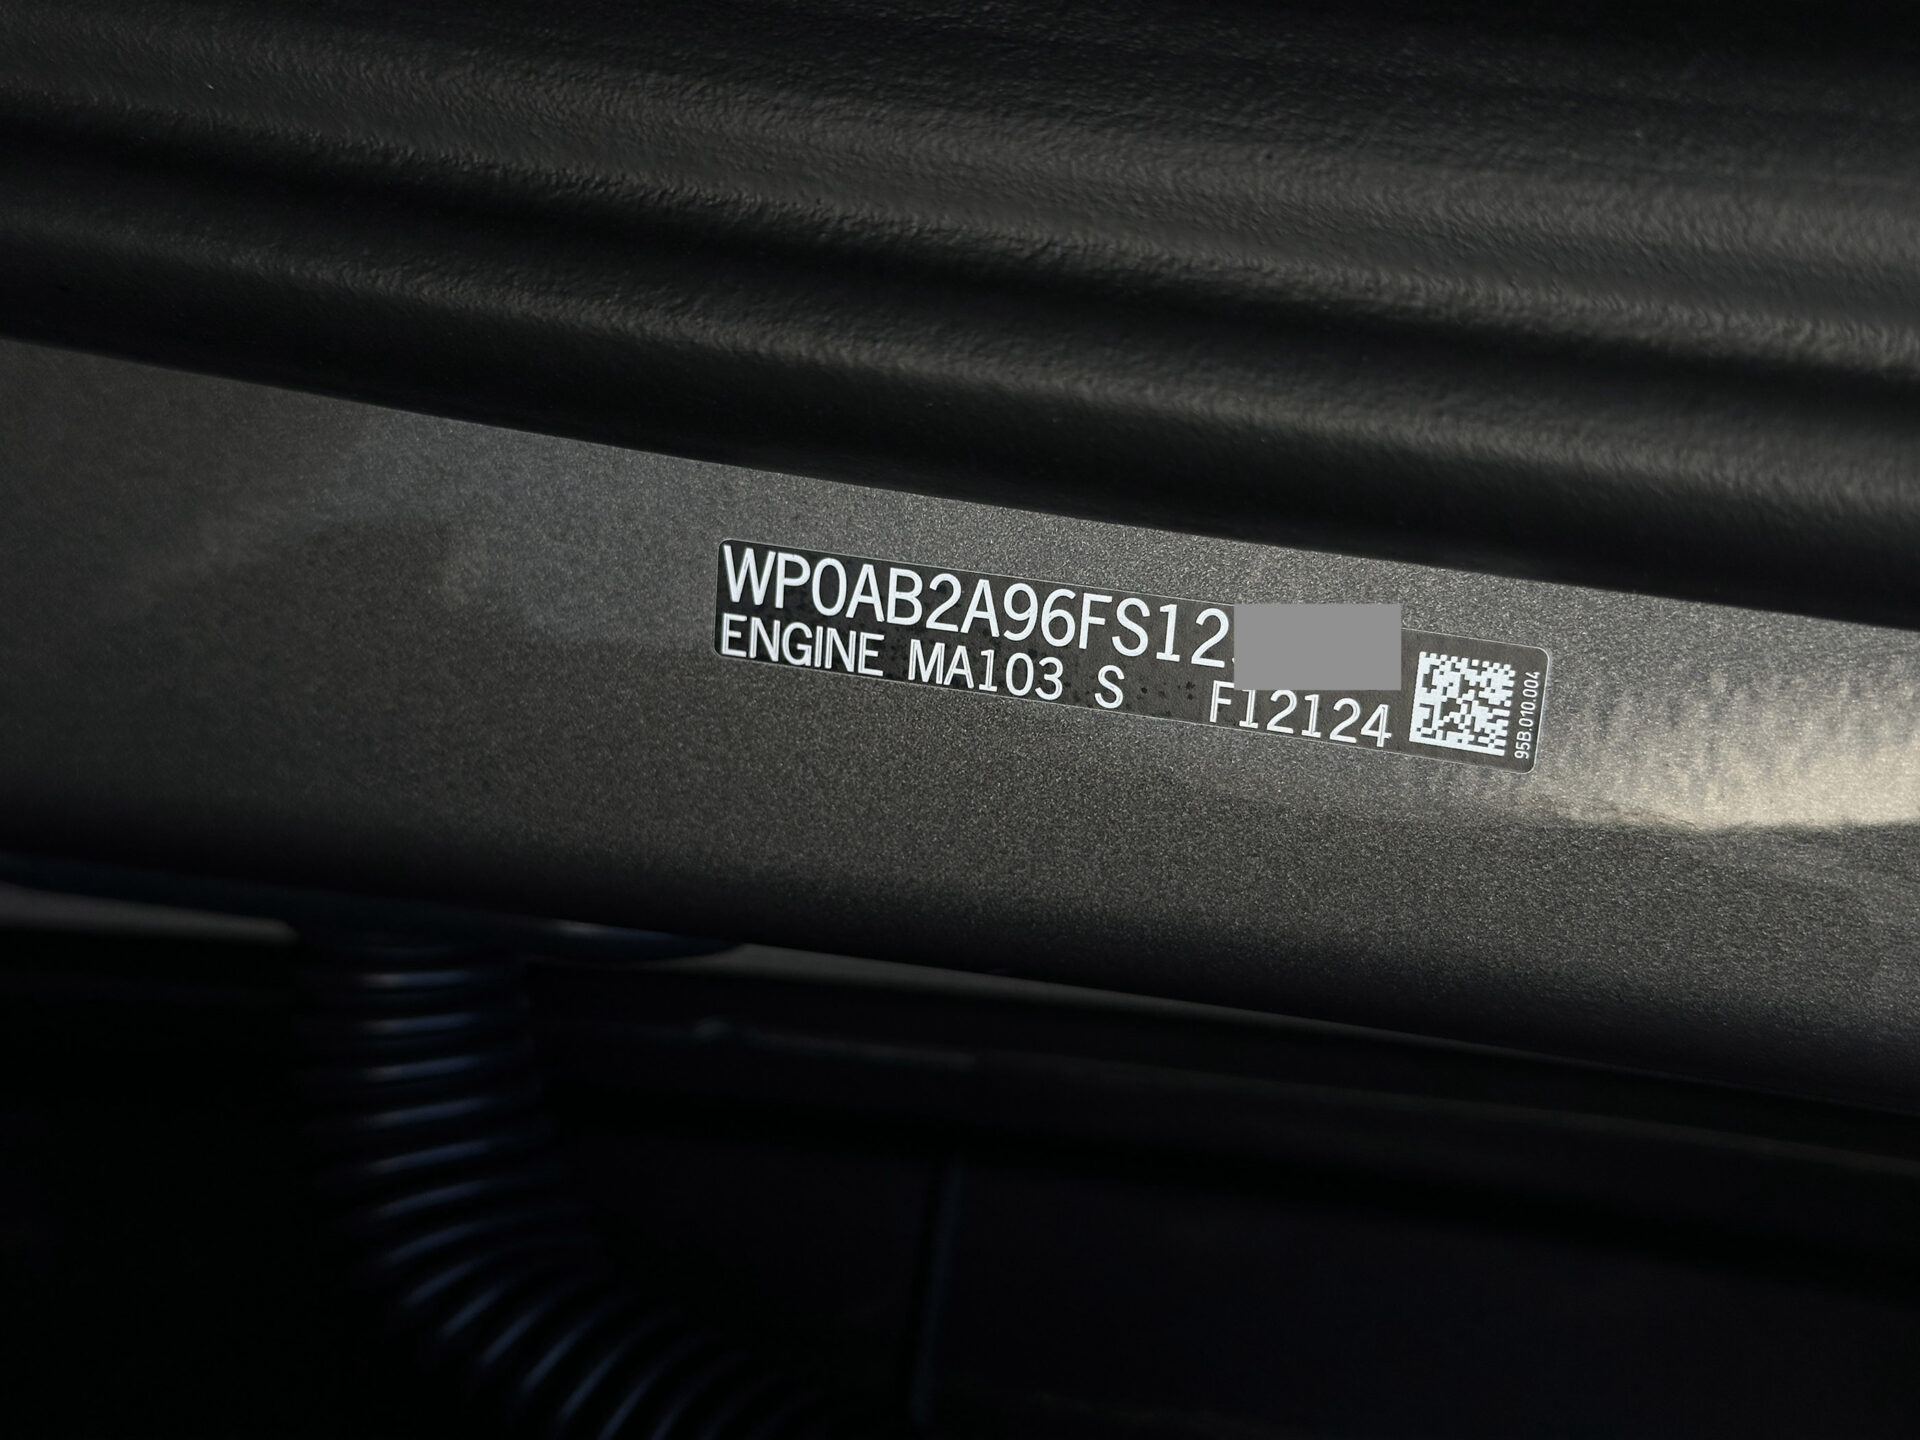 WP0AB2A96FS12
ENGINE MA103 S F12124
95B.010.004